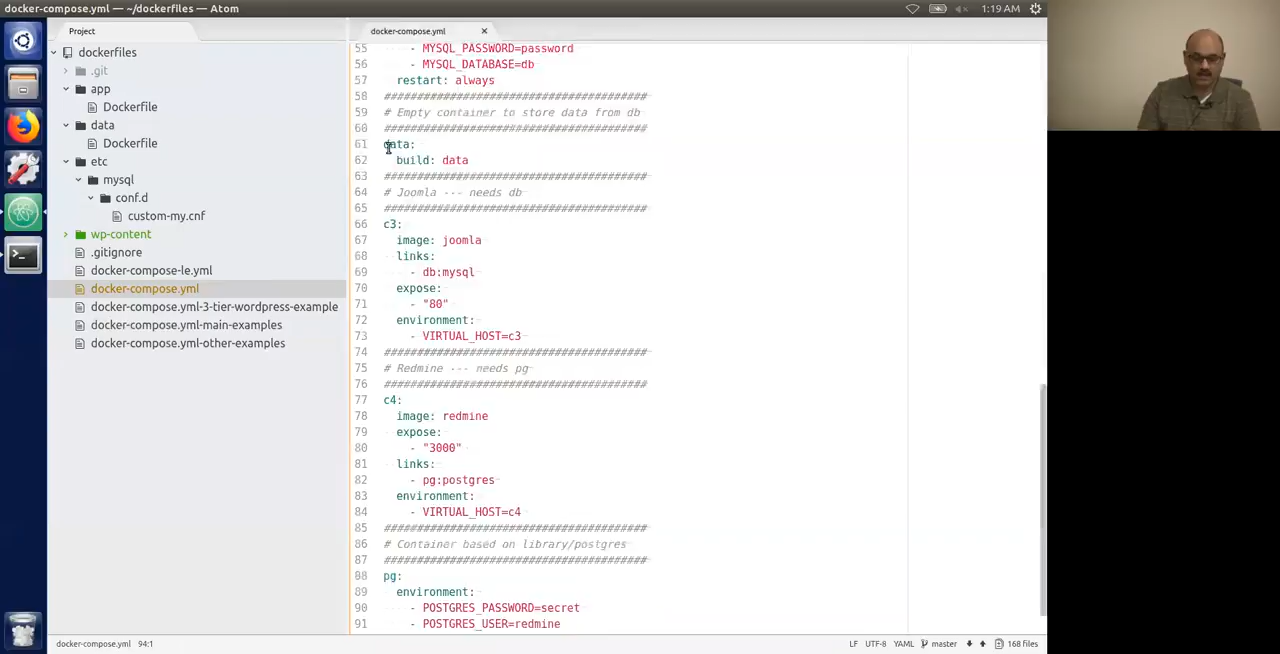 docker-compose.yml — ~/dockerfiles — Atom
1:19 AM
Project
docker-compose.yml
dockerfiles
.git
app
Dockerfile
data
Dockerfile
etc
mysql
conf.d
custom-my.cnf
wp-content
.gitignore
docker-compose-le.yml
docker-compose.yml
docker-compose.yml-3-tier-wordpress-example
docker-compose.yml-main-examples
docker-compose.yml-other-examples
55 - MYSQL_PASSWORD=password
56 - MYSQL_DATABASE=db
57 restart: always
58 ########################################
59 # Empty container to store data from db
60 ########################################
61 data:
62 build: data
63 ########################################
64 # Joomla --- needs db
65 ########################################
66 c3:
67 image: joomla
68 links:
69 - db:mysql
70 expose:
71 - "80"
72 environment:
73 - VIRTUAL_HOST=c3
74 ########################################
75 # Redmine --- needs pg
76 ########################################
77 c4:
78 image: redmine
79 expose:
80 - "3000"
81 links:
82 - pg:postgres
83 environment:
84 - VIRTUAL_HOST=c4
85 ########################################
86 # Container based on library/postgres
87 ########################################
88 pg:
89 environment:
90 - POSTGRES_PASSWORD=secret
91 - POSTGRES_USER=redmine
docker-compose.yml 94:1
LF UTF-8 YAML master 168 files